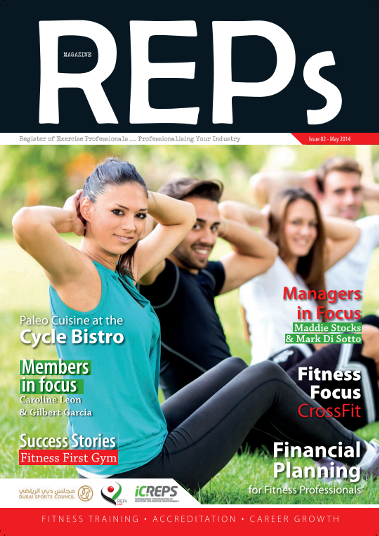 REPs
MAGAZINE
Register of Exercise Professionals .... Professionalising Your Industry
Issue 02 - May 2014
Managers
in Focus
Maddie Stocks
& Mark Di Sotto
Paleo Cuisine at the
Cycle Bistro
Members
in focus
Caroline Leon
& Gilbert Garcia
Fitness
Focus
CrossFit
Success Stories
Fitness First Gym
Financial
Planning
for Fitness Professionals
مجلس دبي الرياضي
DUBAI SPORTS COUNCIL
REPs
iCREPS
FITNESS TRAINING • ACCREDITATION • CAREER GROWTH